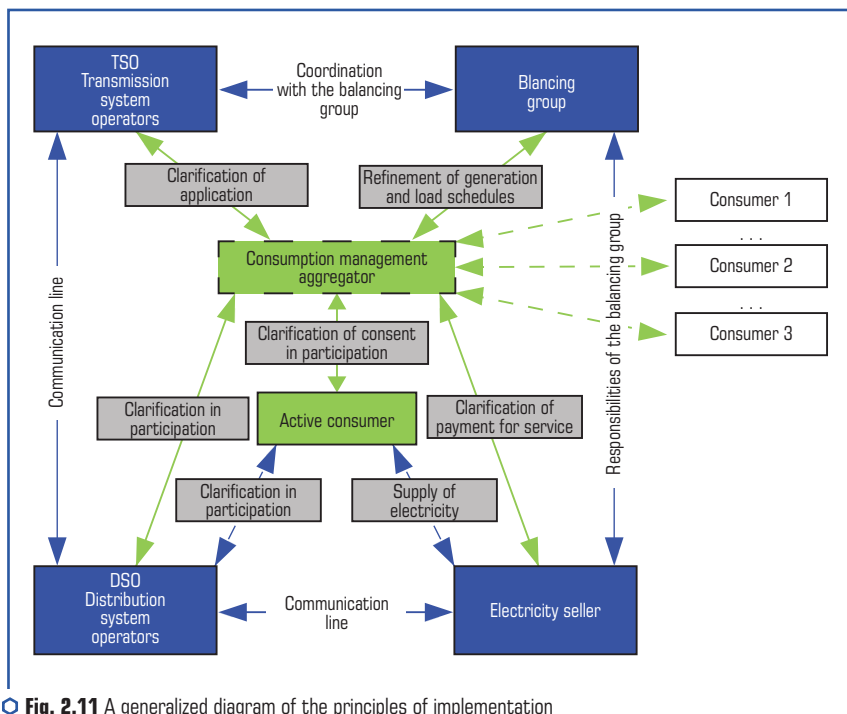 TSO
Transmission
system
operators
Coordination
with the balancing
group
Blancing
group
Clarification of
application
Refinement of generation
and load schedules
Consumer 1
. . .
Consumer 2
. . .
Consumer 3
Consumption management
aggregator
Communication line
Responsibilities of the balancing group
Clarification of consent
in participation
Clarification in
participation
Active consumer
Clarification of
payment for service
Clarification in
participation
Supply of
electricity
DSO
Distribution
system
operators
Communication
line
Electricity seller
Fig. 2.11 A generalized diagram of the principles of implementation